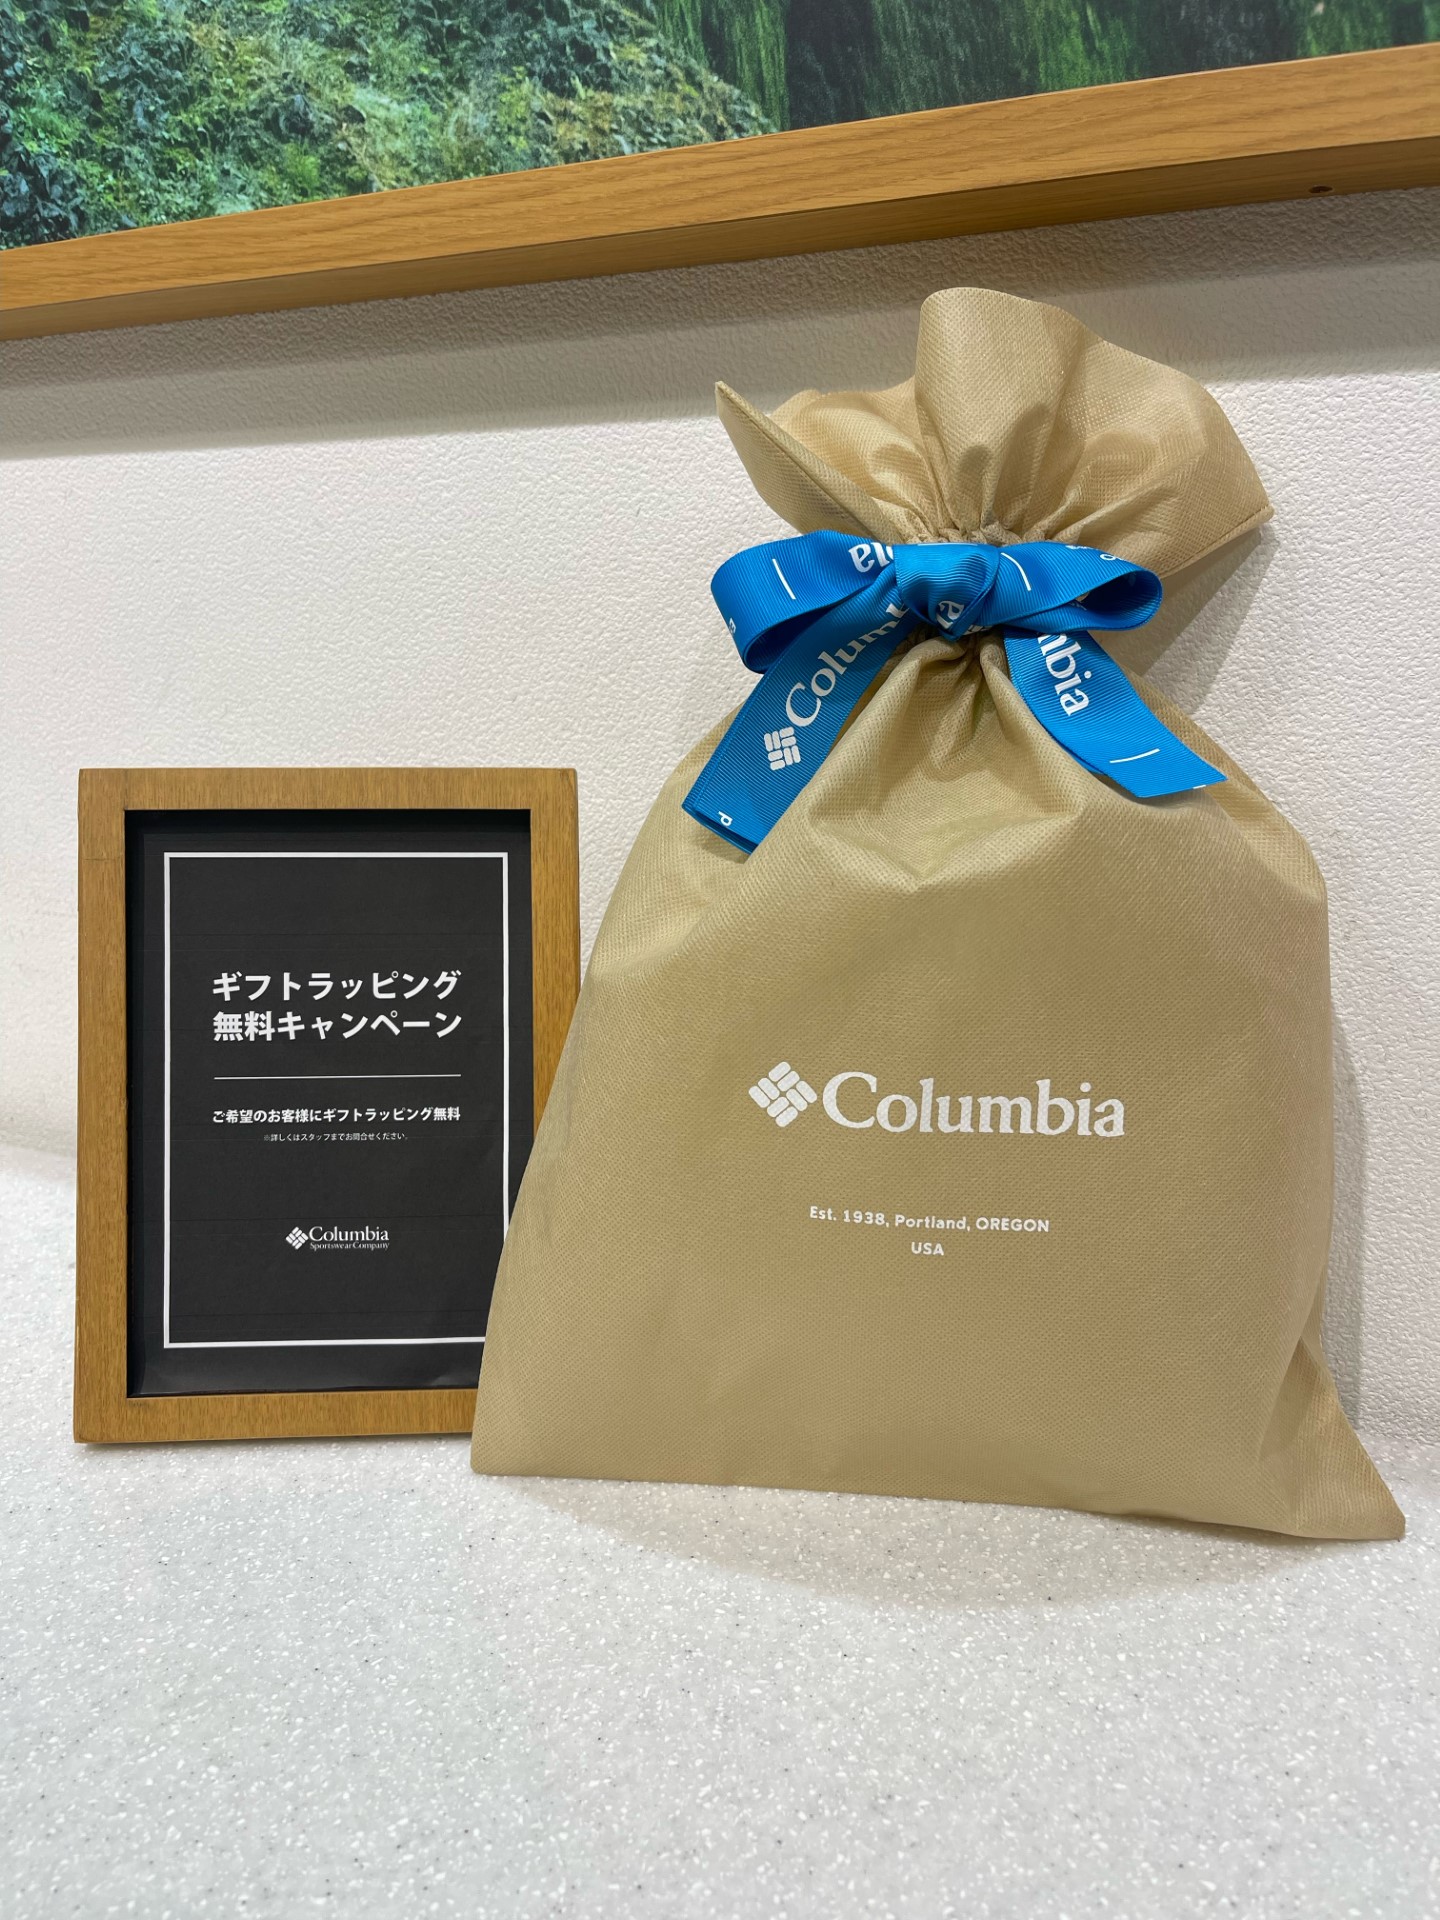 ギフトラッピング
無料キャンペーン
ご希望のお客様にギフトラッピング無料
※詳しくはスタッフまでお問合せください。
Columbia
Sportswear Company
Columbia
mbia
Columbia
Est. 1938, Portland, OREGON
USA